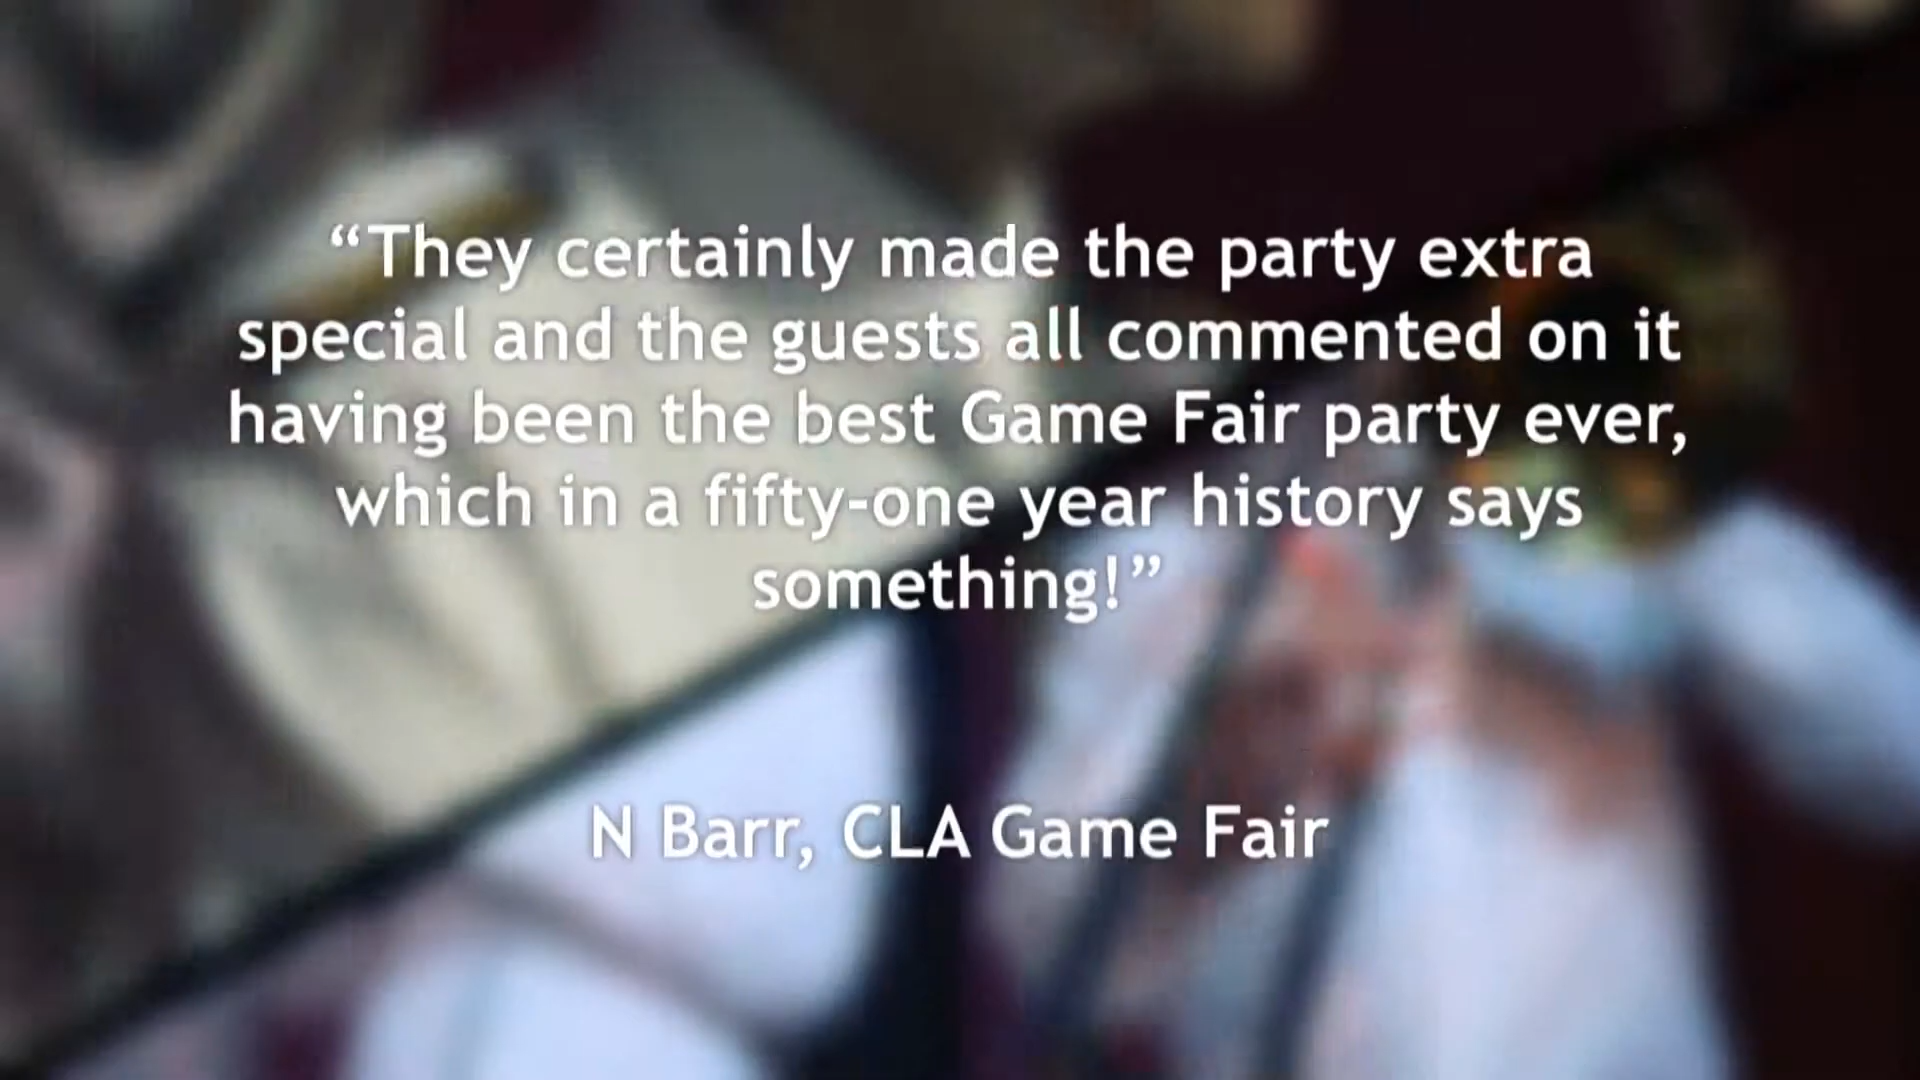 “They certainly made the party extra
special and the guests all commented on it
having been the best Game Fair party ever,
which in a fifty-one year history says
something!”
N Barr, CLA Game Fair